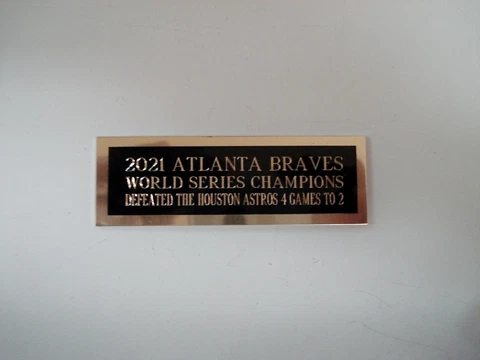 2021 ATLANTA BRAVES
WORLD SERIES CHAMPIONS
DEFEATED THE HOUSTON ASTROS 4 GAMES TO 2